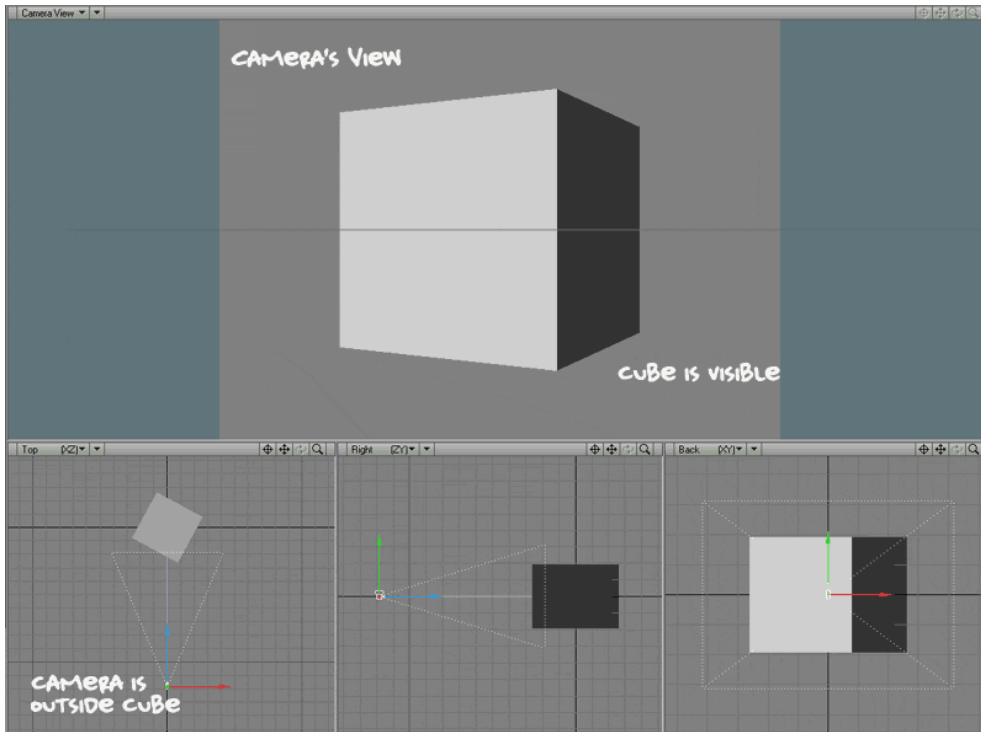 Camera View
CAMERA'S VIEW
CUBE IS VISIBLE
Top (XZ)
Right (ZY)
Back (XY)
CAMERA IS
OUTSIDE CUBE